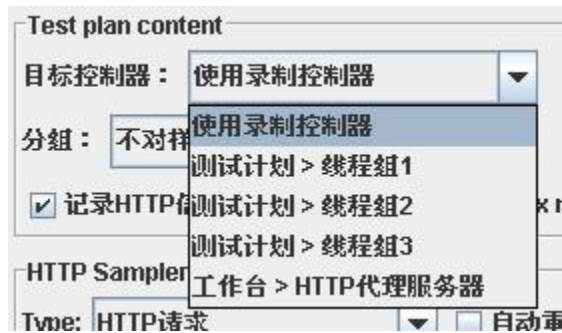 Test plan content
目标控制器： 使用录制控制器
使用录制控制器
分组： 不对样
测试计划 > 线程组1
记录HTTP信
测试计划 > 线程组2
测试计划 > 线程组3
HTTP Sampler
工作台 > HTTP代理服务器
Type: HTTP请求 自动重